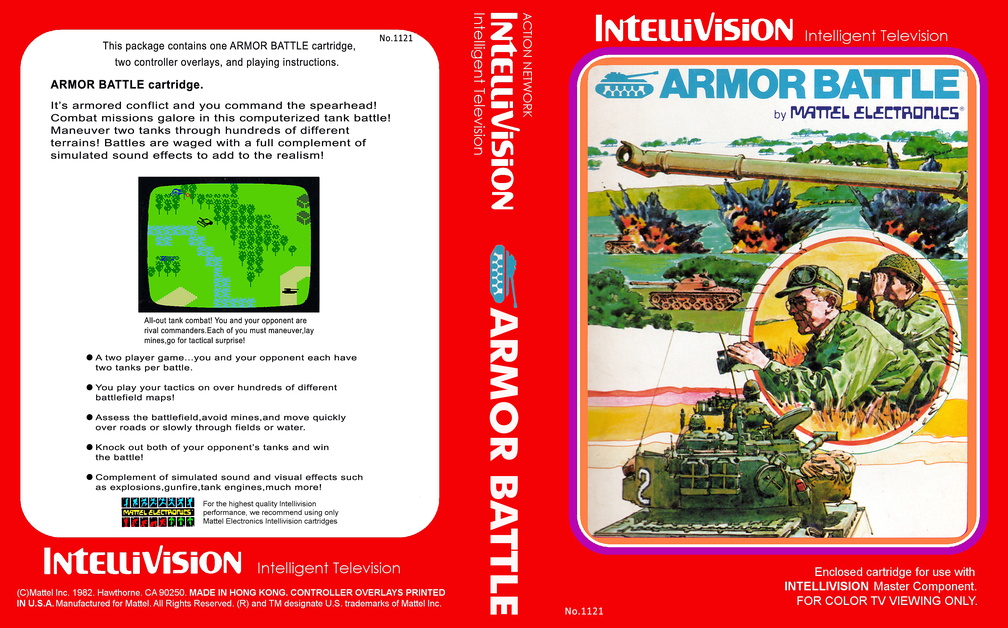 This package contains one ARMOR BATTLE cartridge,
two controller overlays, and playing instructions.
No.1121
ARMOR BATTLE cartridge.
It's armored conflict and you command the spearhead!
Combat missions galore in this computerized tank battle!
Maneuver two tanks through hundreds of different
terrains! Battles are waged with a full complement of
simulated sound effects to add to the realism!
All-out tank combat! You and your opponent are
rival commanders.Each of you must maneuver,lay
mines,go for tactical surprise!
● A two player game...you and your opponent each have
two tanks per battle.
● You play your tactics on over hundreds of different
battlefield maps!
● Assess the battlefield,avoid mines,and move quickly
over roads or slowly through fields or water.
● Knock out both of your opponent's tanks and win
the battle!
● Complement of simulated sound and visual effects such
as explosions,gunfire,tank engines,much more!
MATTEL ELECTRONICS
For the highest quality Intellivision
performance, we recommend using only
Mattel Electronics Intellivision cartridges
INTELLIVISION Intelligent Television
(C)Mattel Inc. 1982. Hawthorne. CA 90250. MADE IN HONG KONG. CONTROLLER OVERLAYS PRINTED
IN U.S.A. Manufactured for Mattel. All Rights Reserved. (R) and TM designate U.S. trademarks of Mattel Inc.
ACTION NETWORK
INTELLIVISION
Intelligent Television
ARMOR BATTLE
INTELLIVISION Intelligent Television
ARMOR BATTLE
by MATTEL ELECTRONICS®
2
Enclosed cartridge for use with
INTELLIVISION Master Component.
FOR COLOR TV VIEWING ONLY.
No.1121